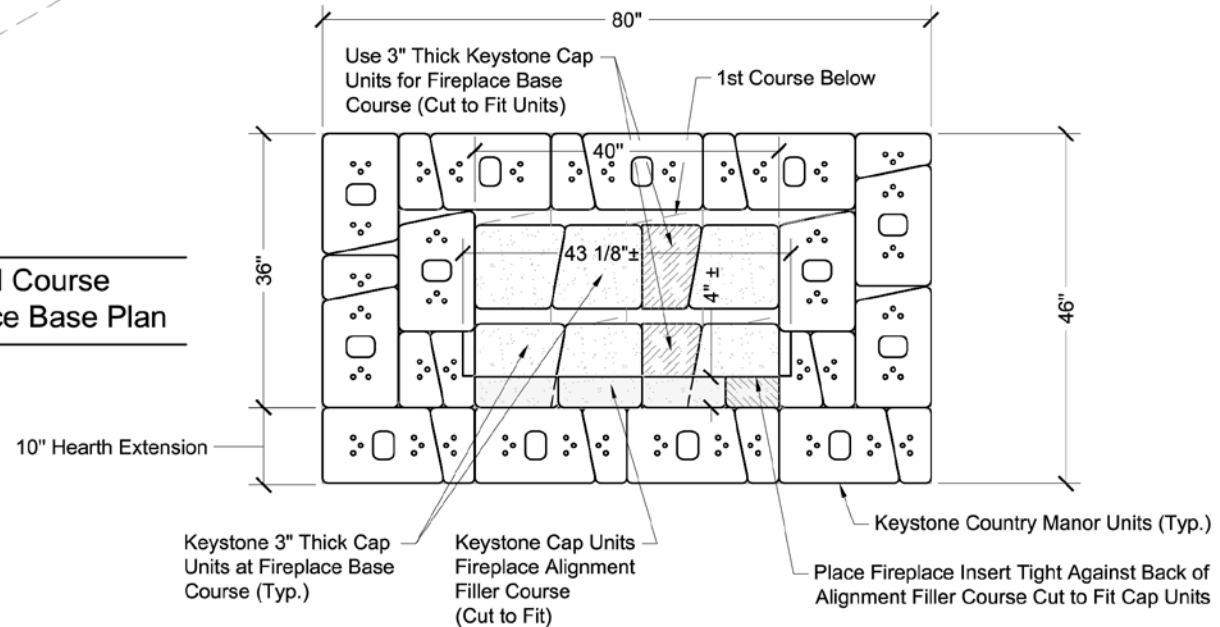 80"
Use 3" Thick Keystone Cap
Units for Fireplace Base
Course (Cut to Fit Units)
1st Course Below
40"
43 1/8"±
4" ±
36"
46"
Course
Base Plan
10" Hearth Extension
Keystone 3" Thick Cap
Units at Fireplace Base
Course (Typ.)
Keystone Cap Units
Fireplace Alignment
Filler Course
(Cut to Fit)
Keystone Country Manor Units (Typ.)
Place Fireplace Insert Tight Against Back of
Alignment Filler Course Cut to Fit Cap Units